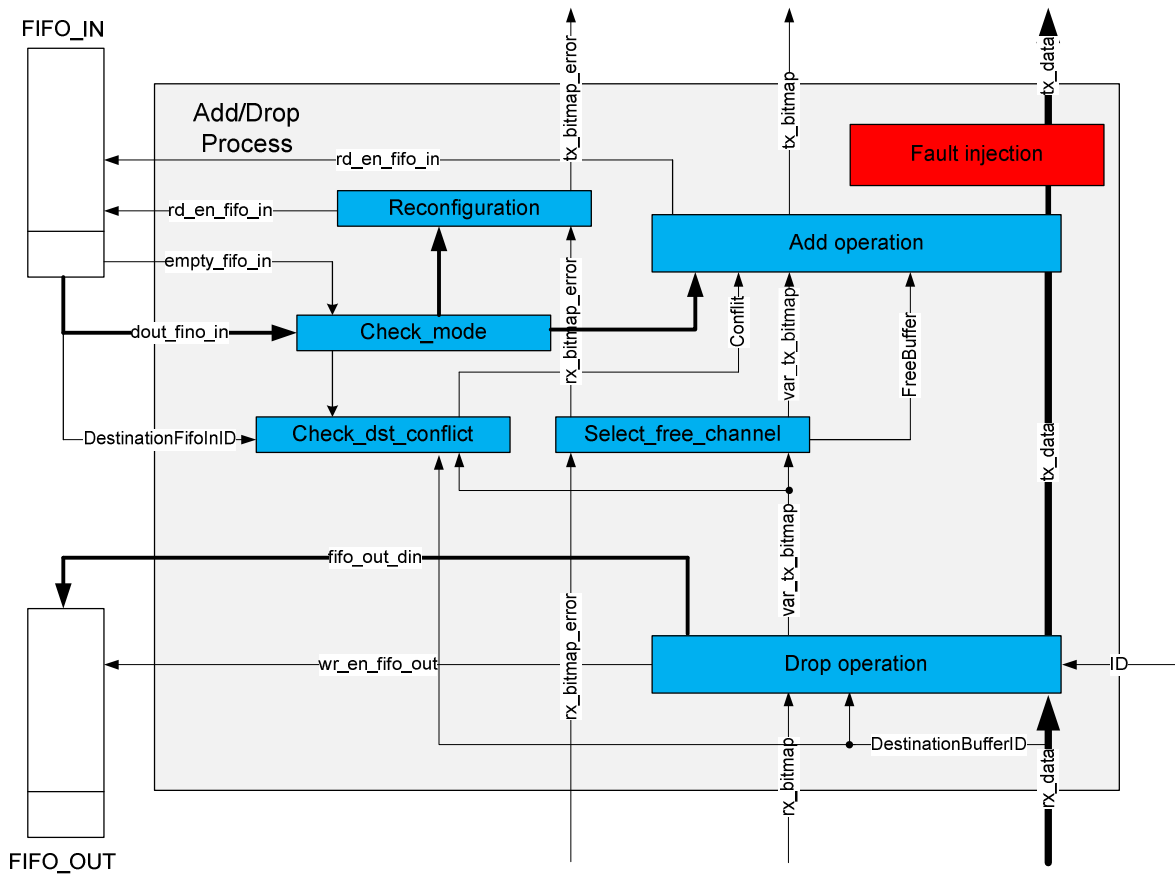 FIFO_IN
Add/Drop
Process
tx_bitmap_error
tx_bitmap
tx_data
Fault injection
rd_en_fifo_in
Reconfiguration
rd_en_fifo_in
Add operation
empty_fifo_in
rx_bitmap_error
Conflit
var_tx_bitmap
FreeBuffer
dout_fino_in
Check_mode
DestinationFifoInID
Check_dst_conflict
Select_free_channel
tx_data
fifo_out_din
var_tx_bitmap
rx_bitmap_error
wr_en_fifo_out
Drop operation
ID
DestinationBufferID
rx_bitmap
rx_data
FIFO_OUT